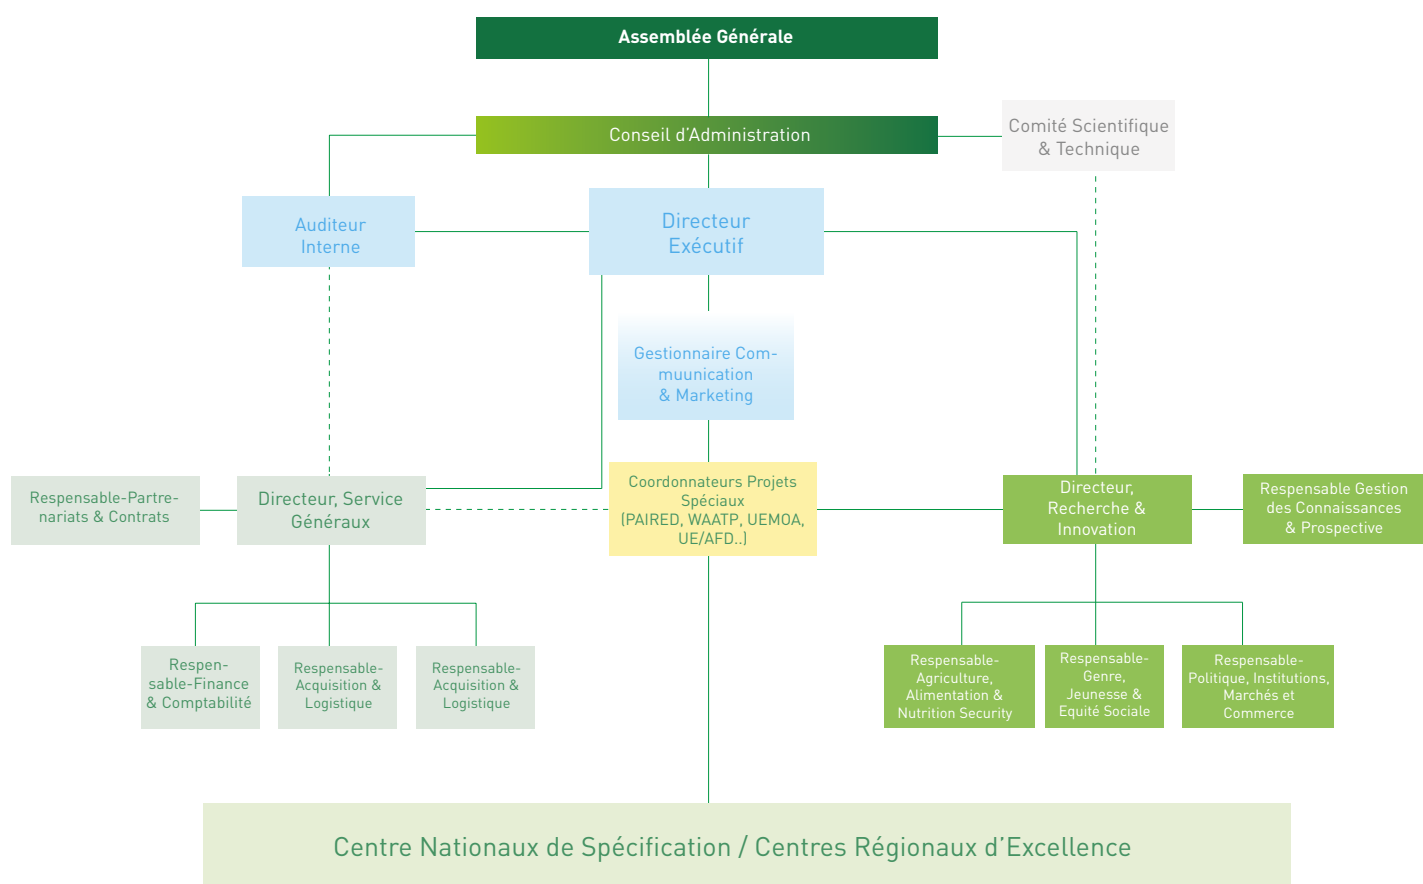 Assemblée Générale
Conseil d'Administration
Comité Scientifique
& Technique
Auditeur
Interne
Directeur
Exécutif
Gestionnaire Com-
muunication
& Marketing
Respensable-Partre-
nariats & Contrats
Directeur, Service
Généraux
Coordonnateurs Projets
Spéciaux
(PAIRED, WAATP, UEMOA,
UE/AFD..)
Directeur,
Recherche &
Innovation
Respensable Gestion
des Connaissances
& Prospective
Respen-
sable-Finance
& Comptabilité
Respensable-
Acquisition &
Logistique
Respensable-
Acquisition &
Logistique
Respensable-
Agriculture,
Alimentation &
Nutrition Security
Respensable-
Genre,
Jeunesse &
Equité Sociale
Respensable-
Politique, Institutions,
Marchés et
Commerce
Centre Nationaux de Spécification / Centres Régionaux d'Excellence